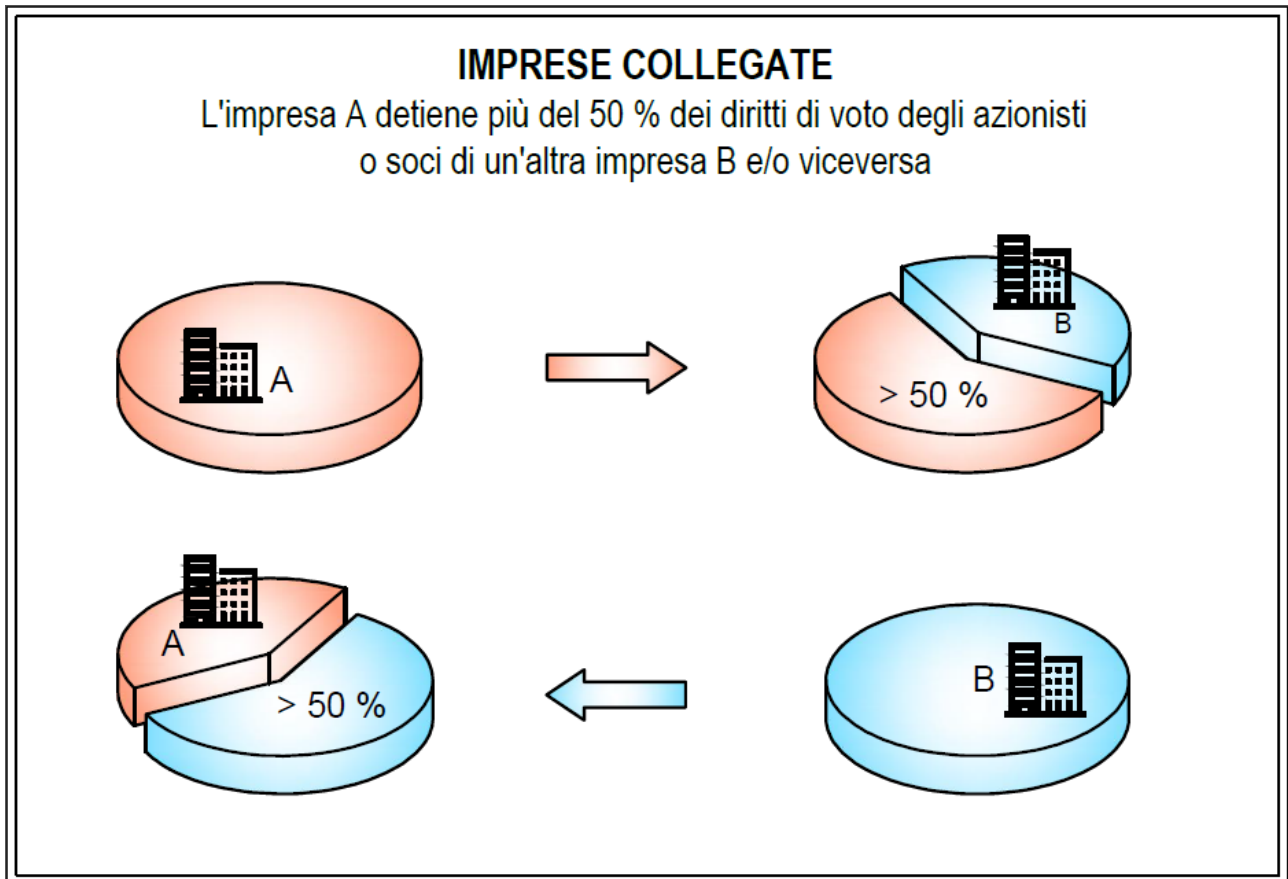 IMPRESE COLLEGATE
L'impresa A detiene più del 50 % dei diritti di voto degli azionisti
o soci di un'altra impresa B e/o viceversa
A
B
> 50 %
A
> 50 %
B